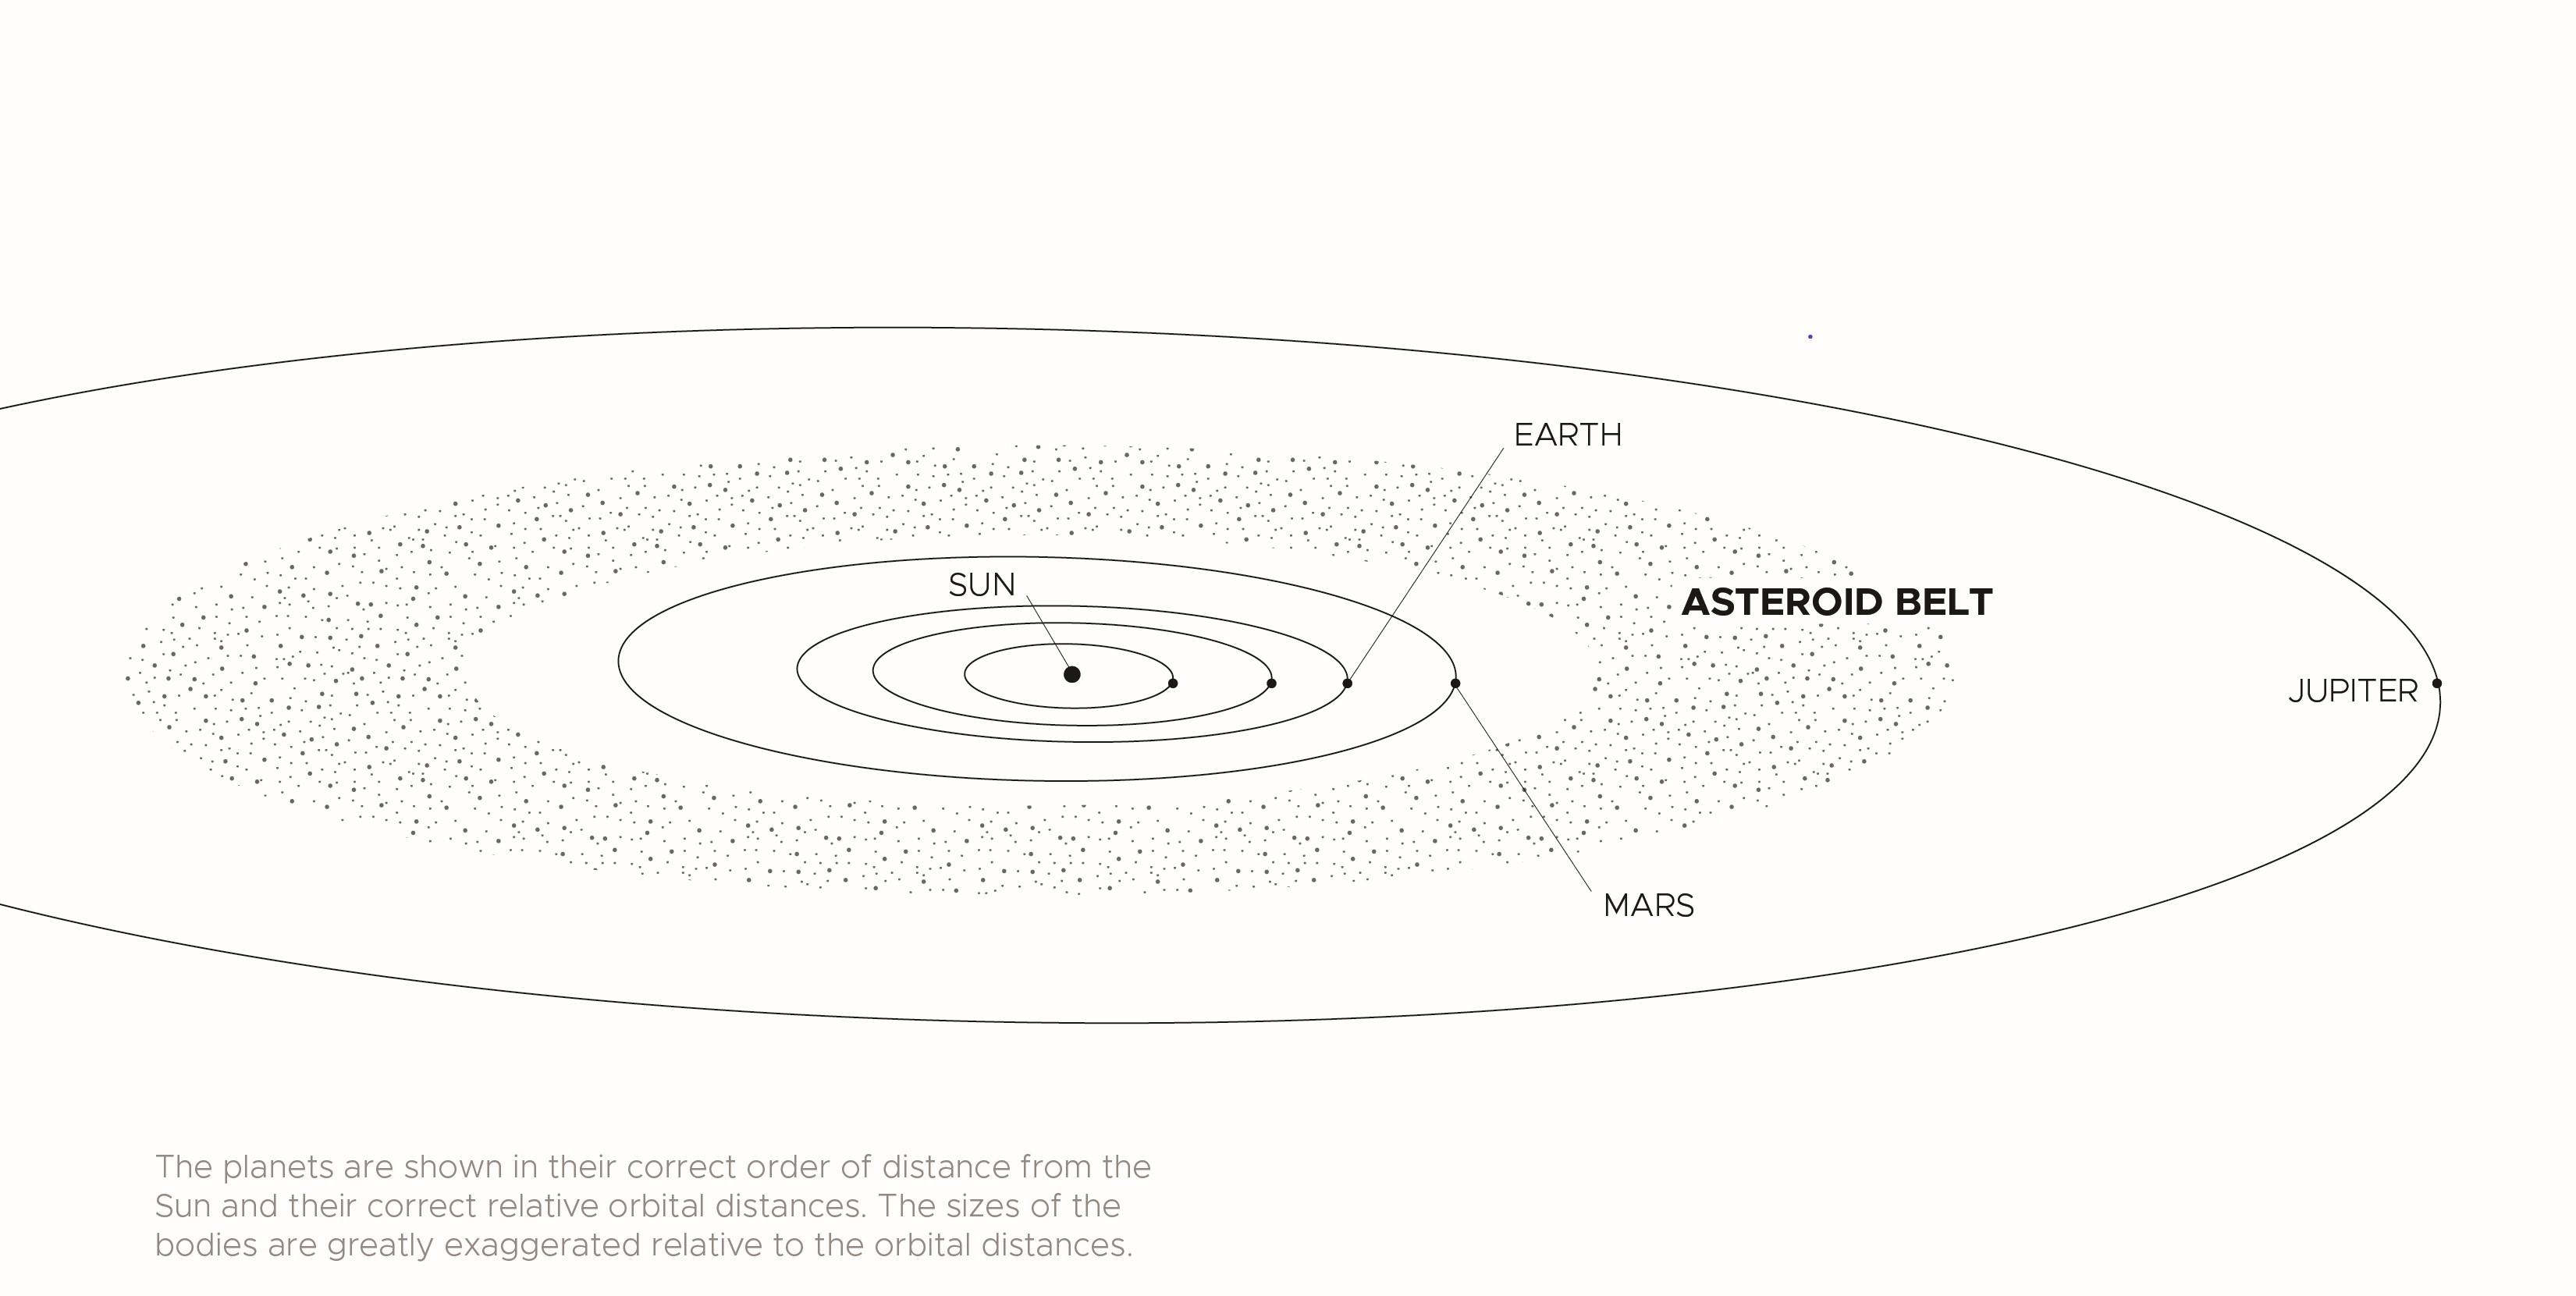 EARTH
SUN
ASTEROID BELT
JUPITER
MARS
The planets are shown in their correct order of distance from the
Sun and their correct relative orbital distances. The sizes of the
bodies are greatly exaggerated relative to the orbital distances.